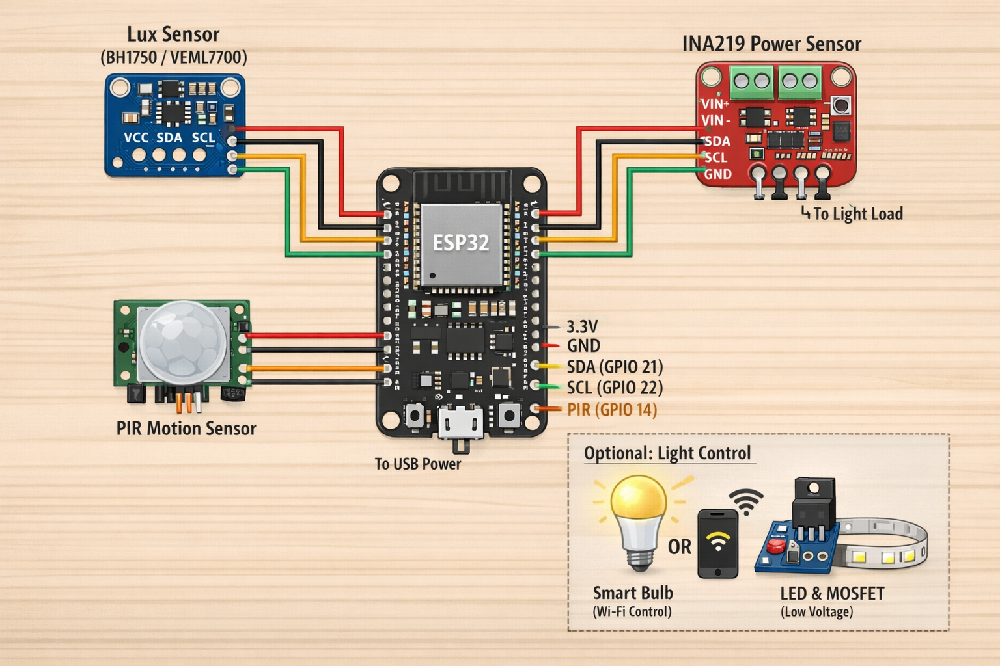 Lux Sensor
(BH1750 / VEML7700)
VCC SDA SCL
INA219 Power Sensor
VIN+
VIN -
SDA
SCL
GND
To Light Load
ESP32
3.3V
GND
SDA (GPIO 21)
SCL (GPIO 22)
PIR (GPIO 14)
PIR Motion Sensor
To USB Power
Optional: Light Control
OR
Smart Bulb
(Wi-Fi Control)
LED & MOSFET
(Low Voltage)